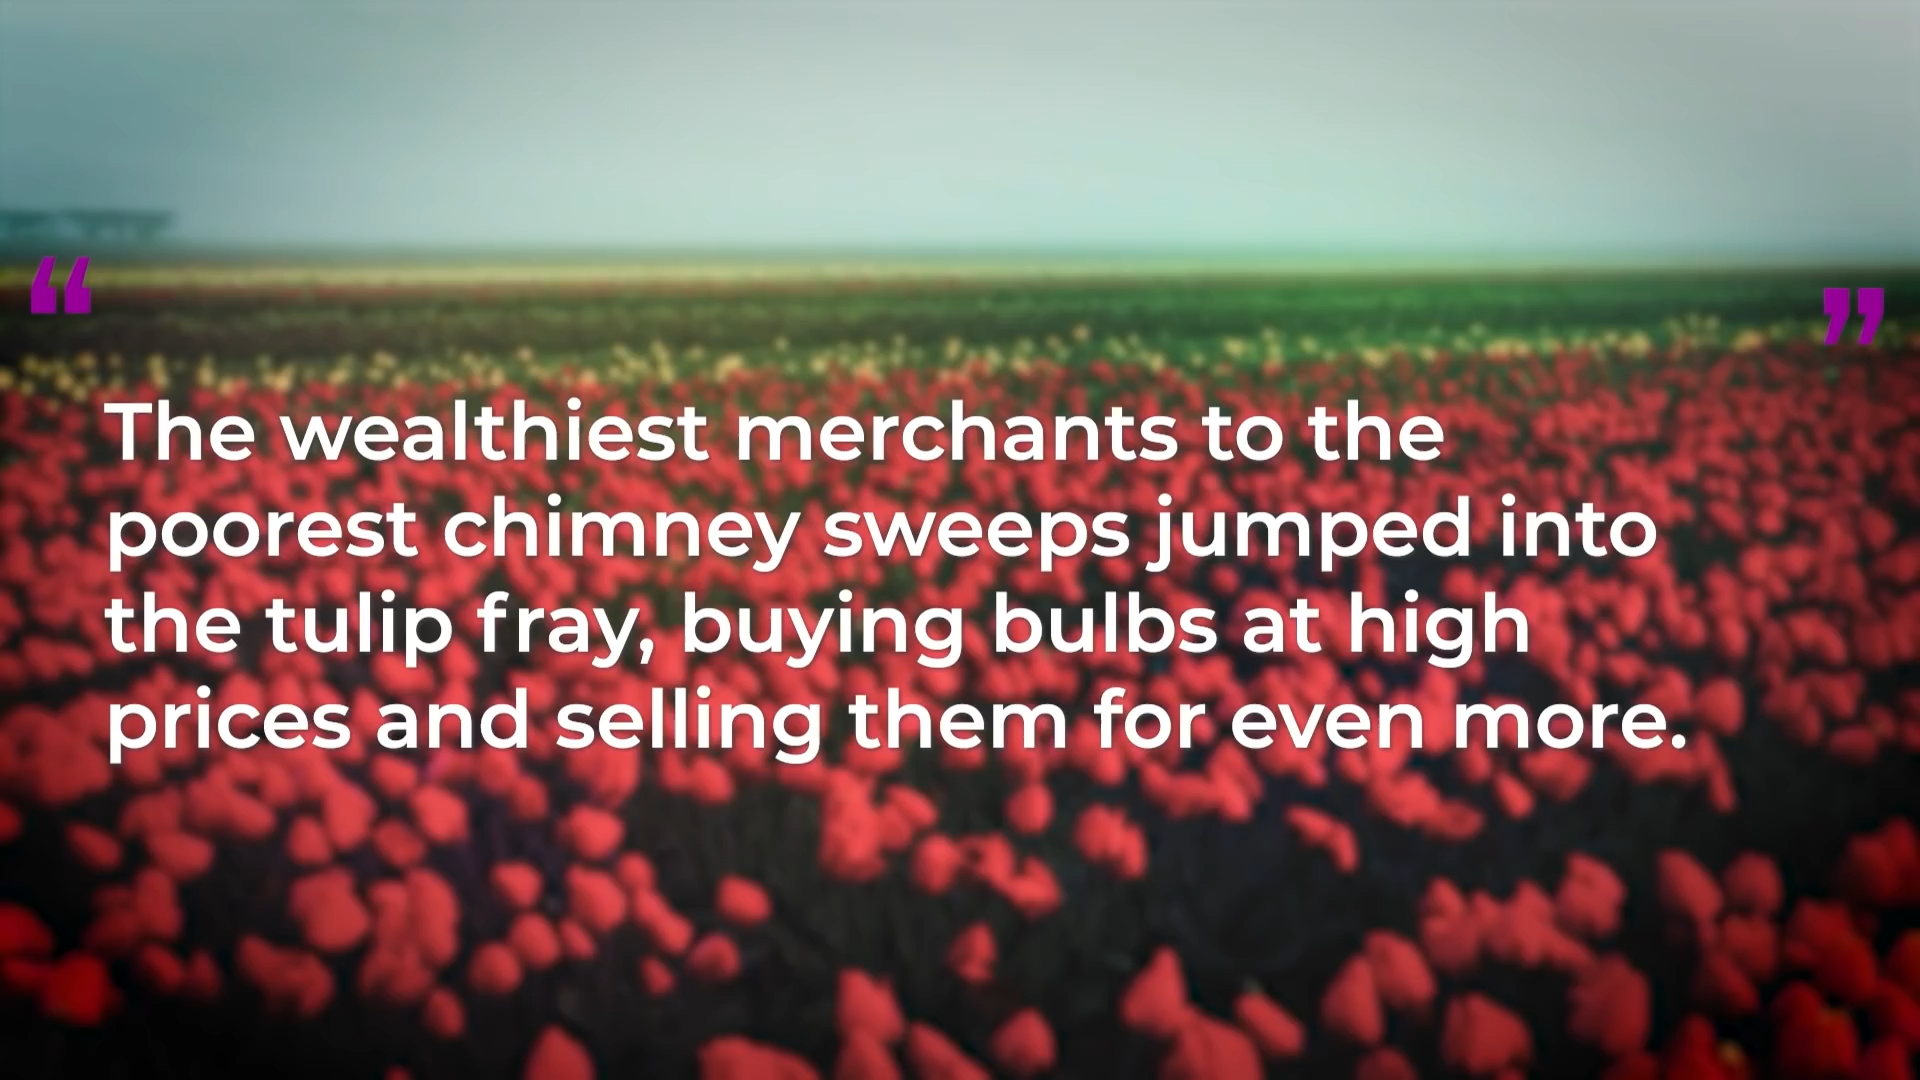 “ ”
The wealthiest merchants to the
poorest chimney sweeps jumped into
the tulip fray, buying bulbs at high
prices and selling them for even more.